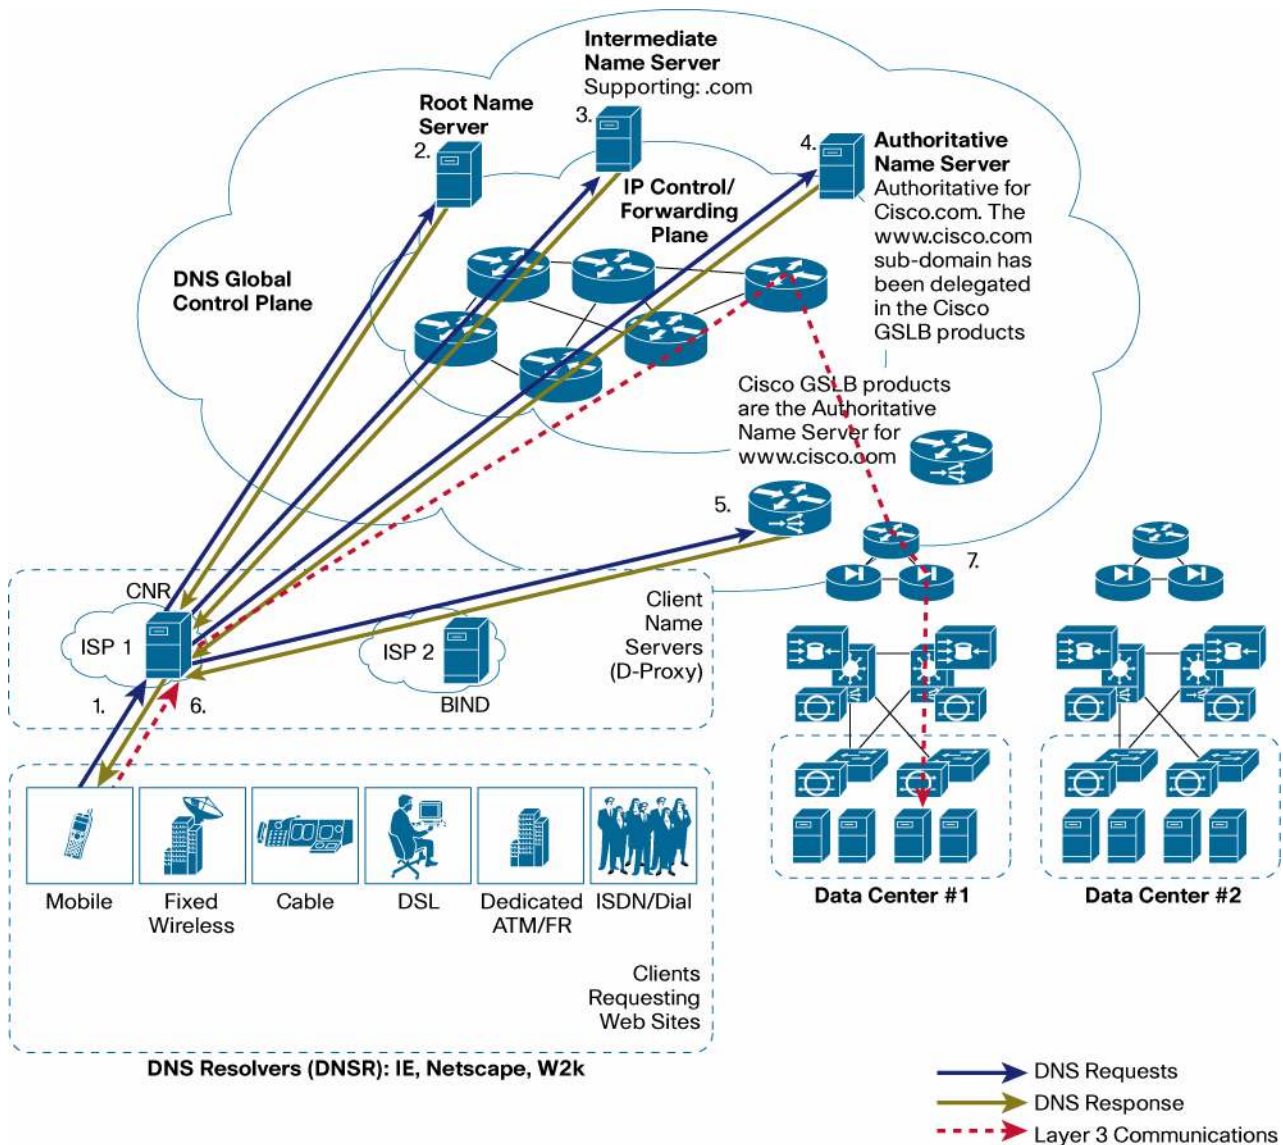 Intermediate
Name Server
Supporting: .com
3.
Root Name
Server
2.
4.
Authoritative
Name Server
Authoritative for
Cisco.com. The
www.cisco.com
sub-domain has
been delegated
in the Cisco
GSLB products
IP Control/
Forwarding
Plane
DNS Global
Control Plane
Cisco GSLB products
are the Authoritative
Name Server for
www.cisco.com
5.
7.
CNR
ISP 1
ISP 2
BIND
Client
Name
Servers
(D-Proxy)
1.
6.
Mobile
Fixed
Wireless
Cable
DSL
Dedicated
ATM/FR
ISDN/Dial
Data Center #1
Data Center #2
Clients
Requesting
Web Sites
DNS Resolvers (DNSR): IE, Netscape, W2k
DNS Requests
DNS Response
Layer 3 Communications